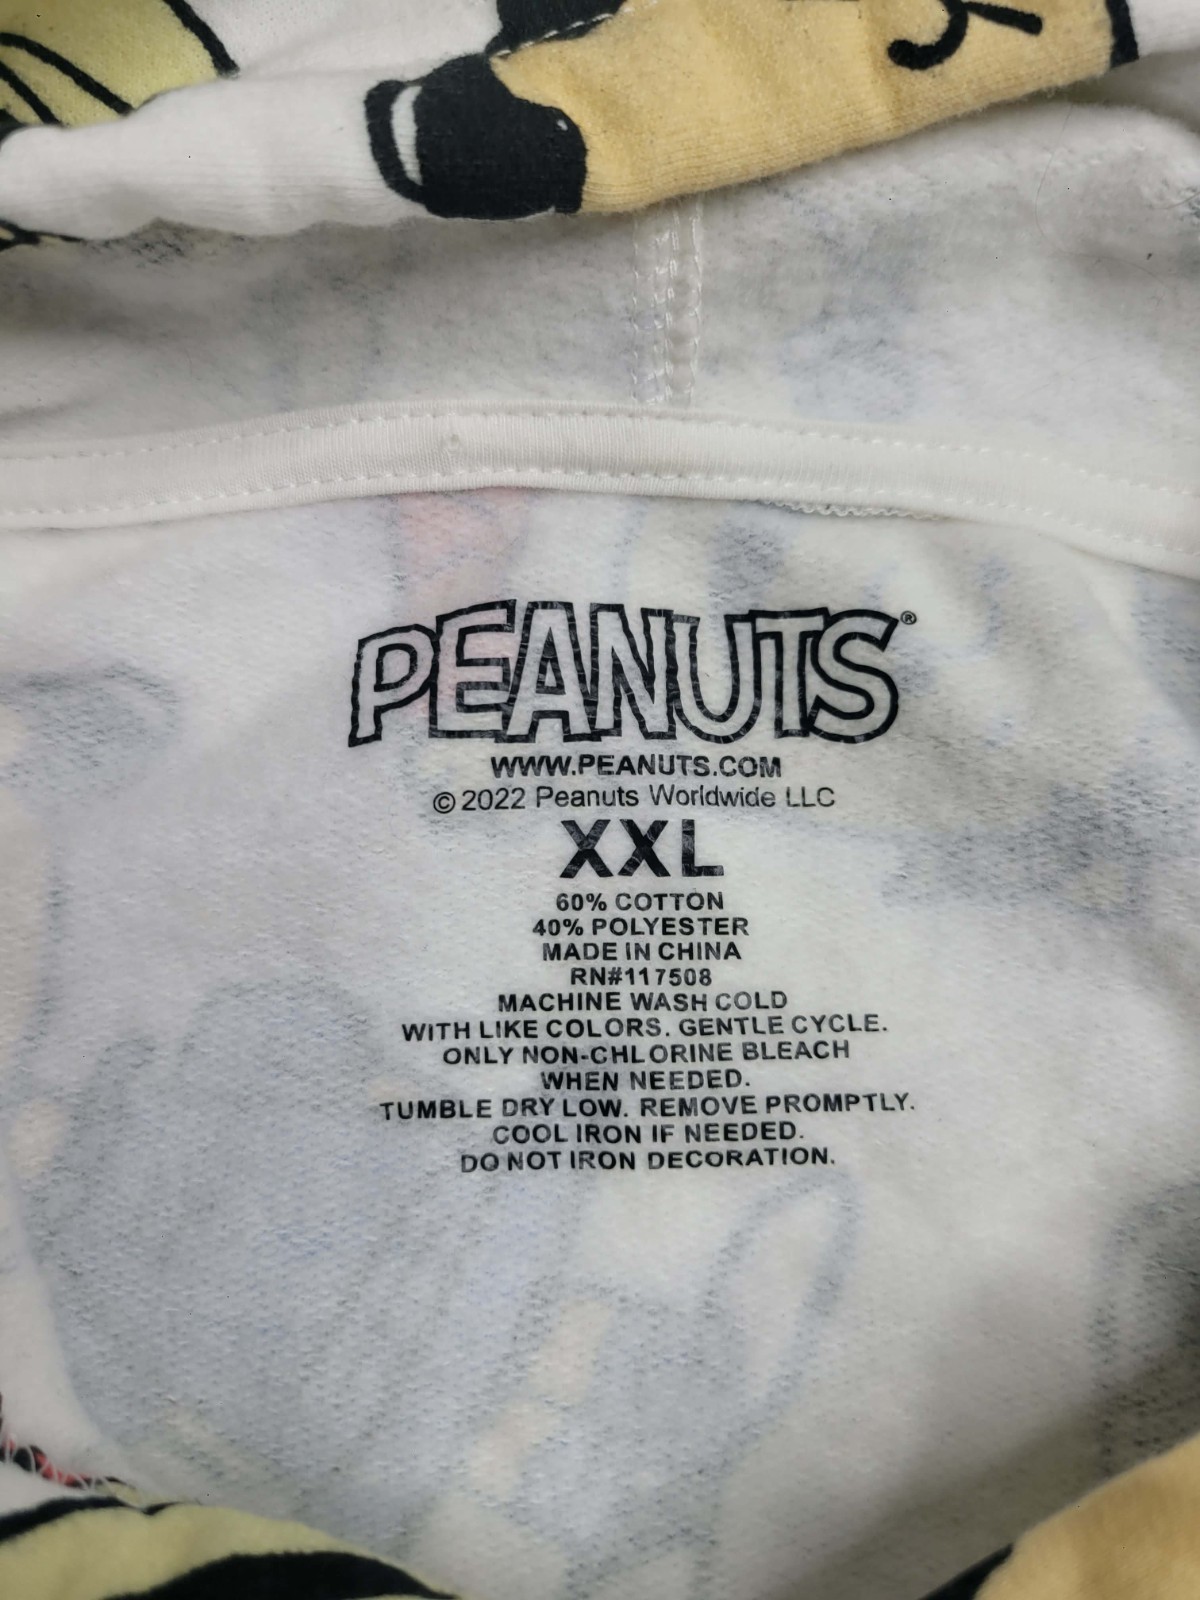 PEANUTS®
WWW.PEANUTS.COM
© 2022 Peanuts Worldwide LLC
XXL
60% COTTON
40% POLYESTER
MADE IN CHINA
RN#117508
MACHINE WASH COLD
WITH LIKE COLORS. GENTLE CYCLE.
ONLY NON-CHLORINE BLEACH
WHEN NEEDED.
TUMBLE DRY LOW. REMOVE PROMPTLY.
COOL IRON IF NEEDED.
DO NOT IRON DECORATION.